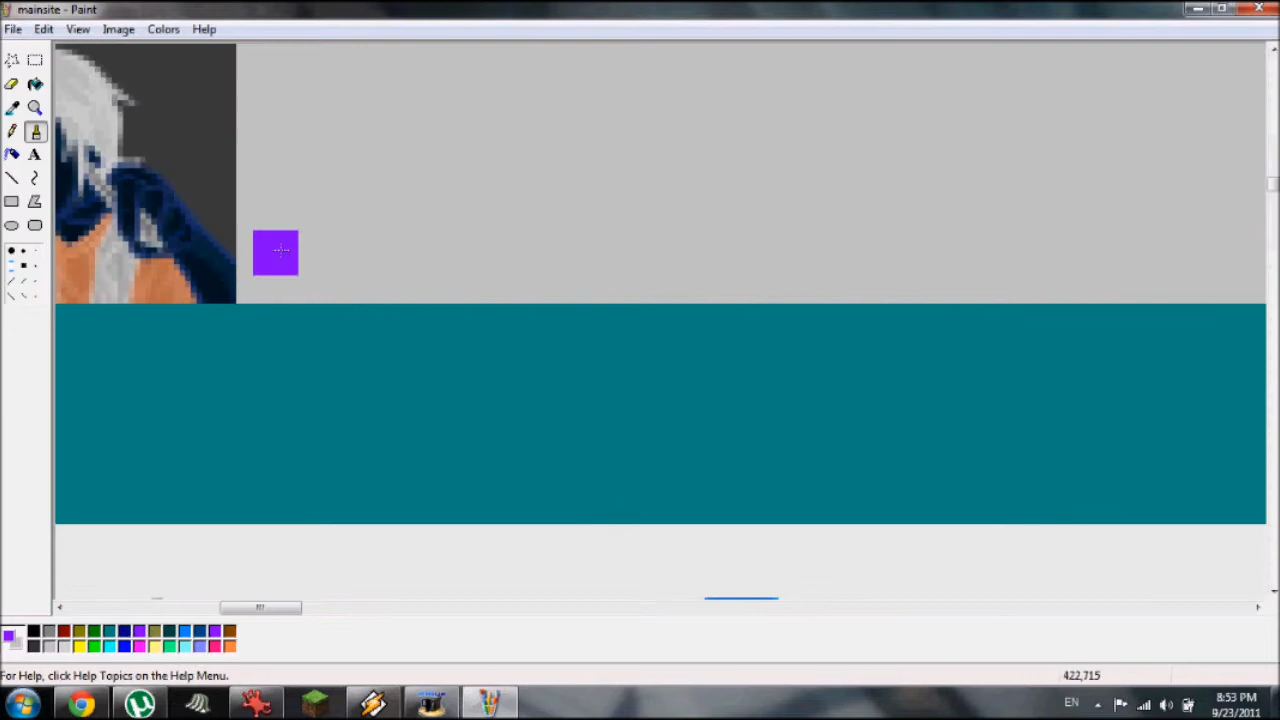 mainsite - Paint
File Edit View Image Colors Help
A
For Help, click Help Topics on the Help Menu.
422,715
EN
8:53 PM
9/23/2011